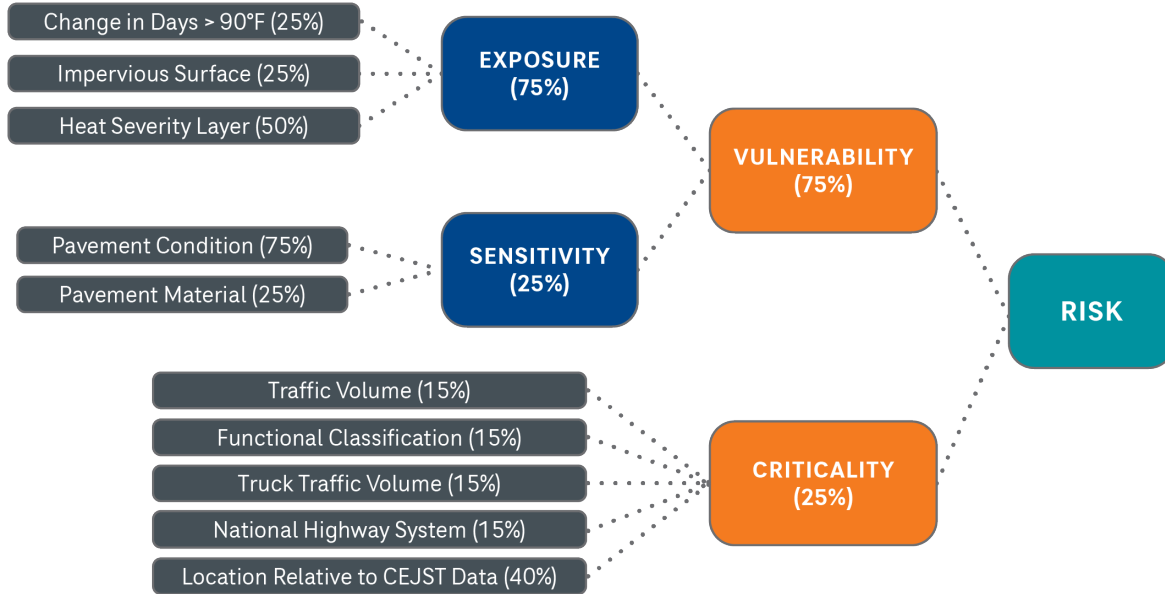 Change in Days > 90°F (25%)
Impervious Surface (25%)
Heat Severity Layer (50%)
EXPOSURE
(75%)
Pavement Condition (75%)
Pavement Material (25%)
SENSITIVITY
(25%)
VULNERABILITY
(75%)
Traffic Volume (15%)
Functional Classification (15%)
Truck Traffic Volume (15%)
National Highway System (15%)
Location Relative to CEJST Data (40%)
CRITICALITY
(25%)
RISK